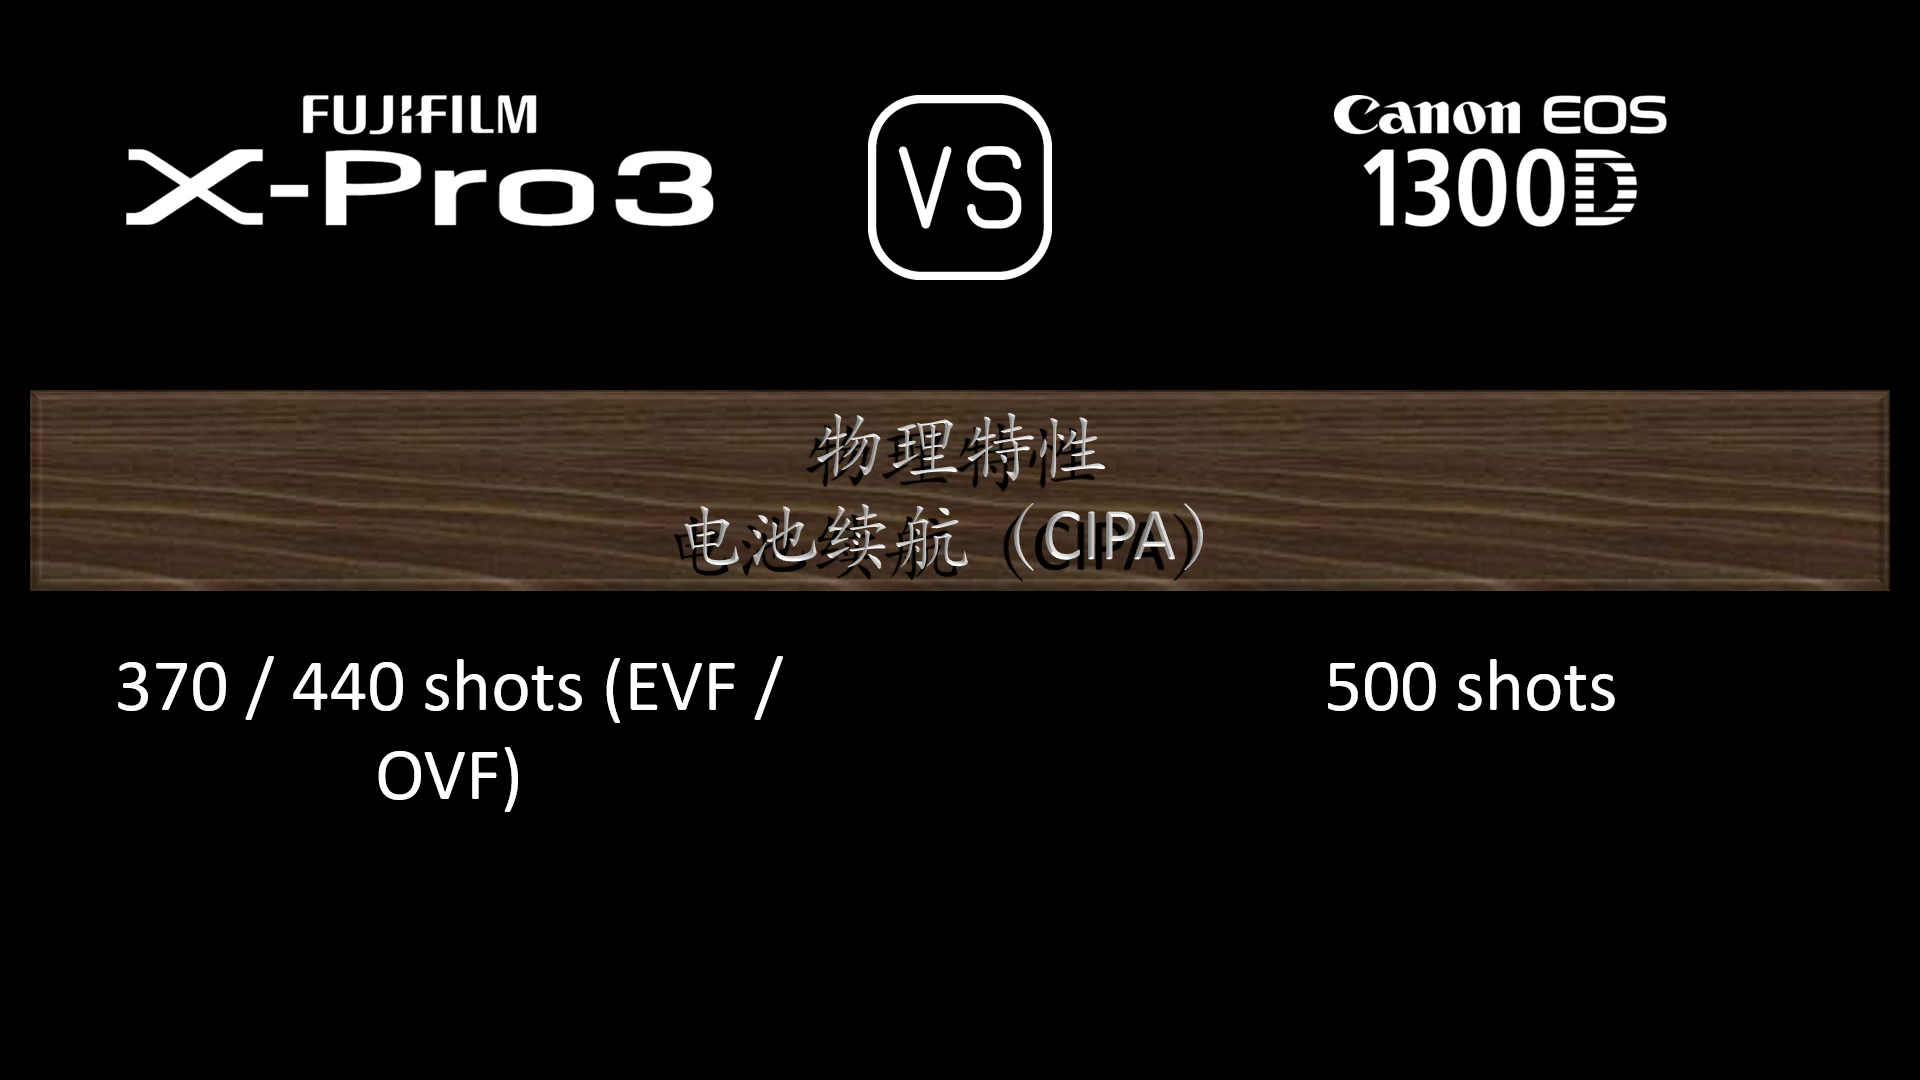 FUJIFILM
X-Pro3
VS
Canon EOS
1300D
物理特性
电池续航（CIPA）
370 / 440 shots (EVF /
OVF)
500 shots